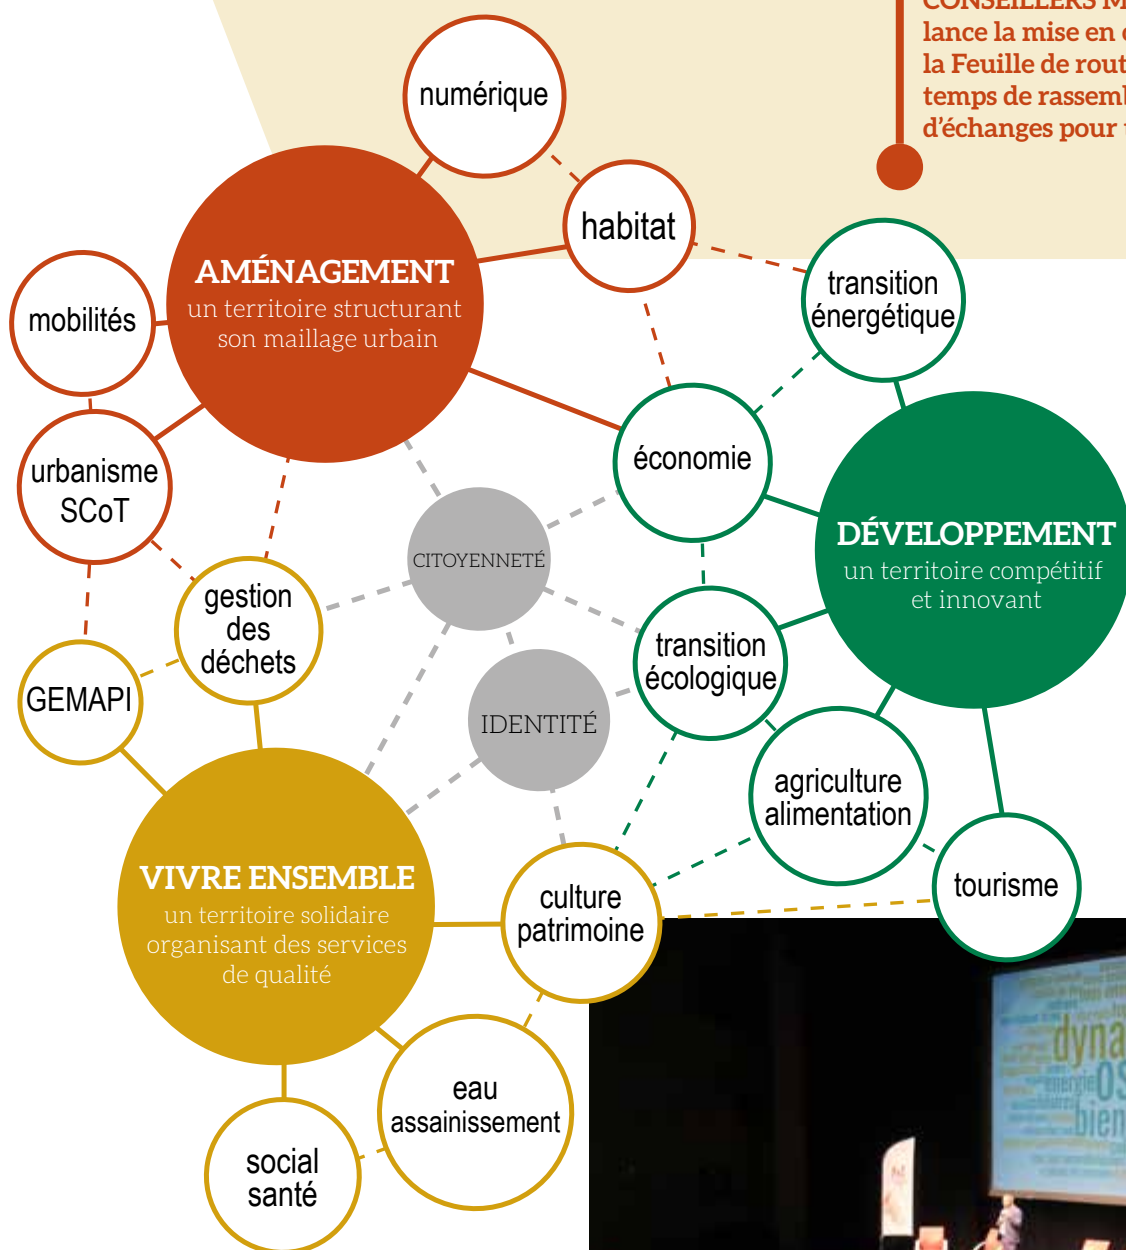 CONSEILLERS
lance la mise en
la Feuille de
temps de
d'échanges pour
numérique
habitat
AMÉNAGEMENT
un territoire structurant
son maillage urbain
mobilités
transition
énergétique
urbanisme
SCoT
économie
DÉVELOPPEMENT
un territoire compétitif
et innovant
CITOYENNETÉ
gestion
des
déchets
transition
écologique
GEMAPI
IDENTITÉ
agriculture
alimentation
VIVRE ENSEMBLE
un territoire solidaire
organisant des services
de qualité
culture
patrimoine
tourisme
eau
assainissement
social
santé
énergie